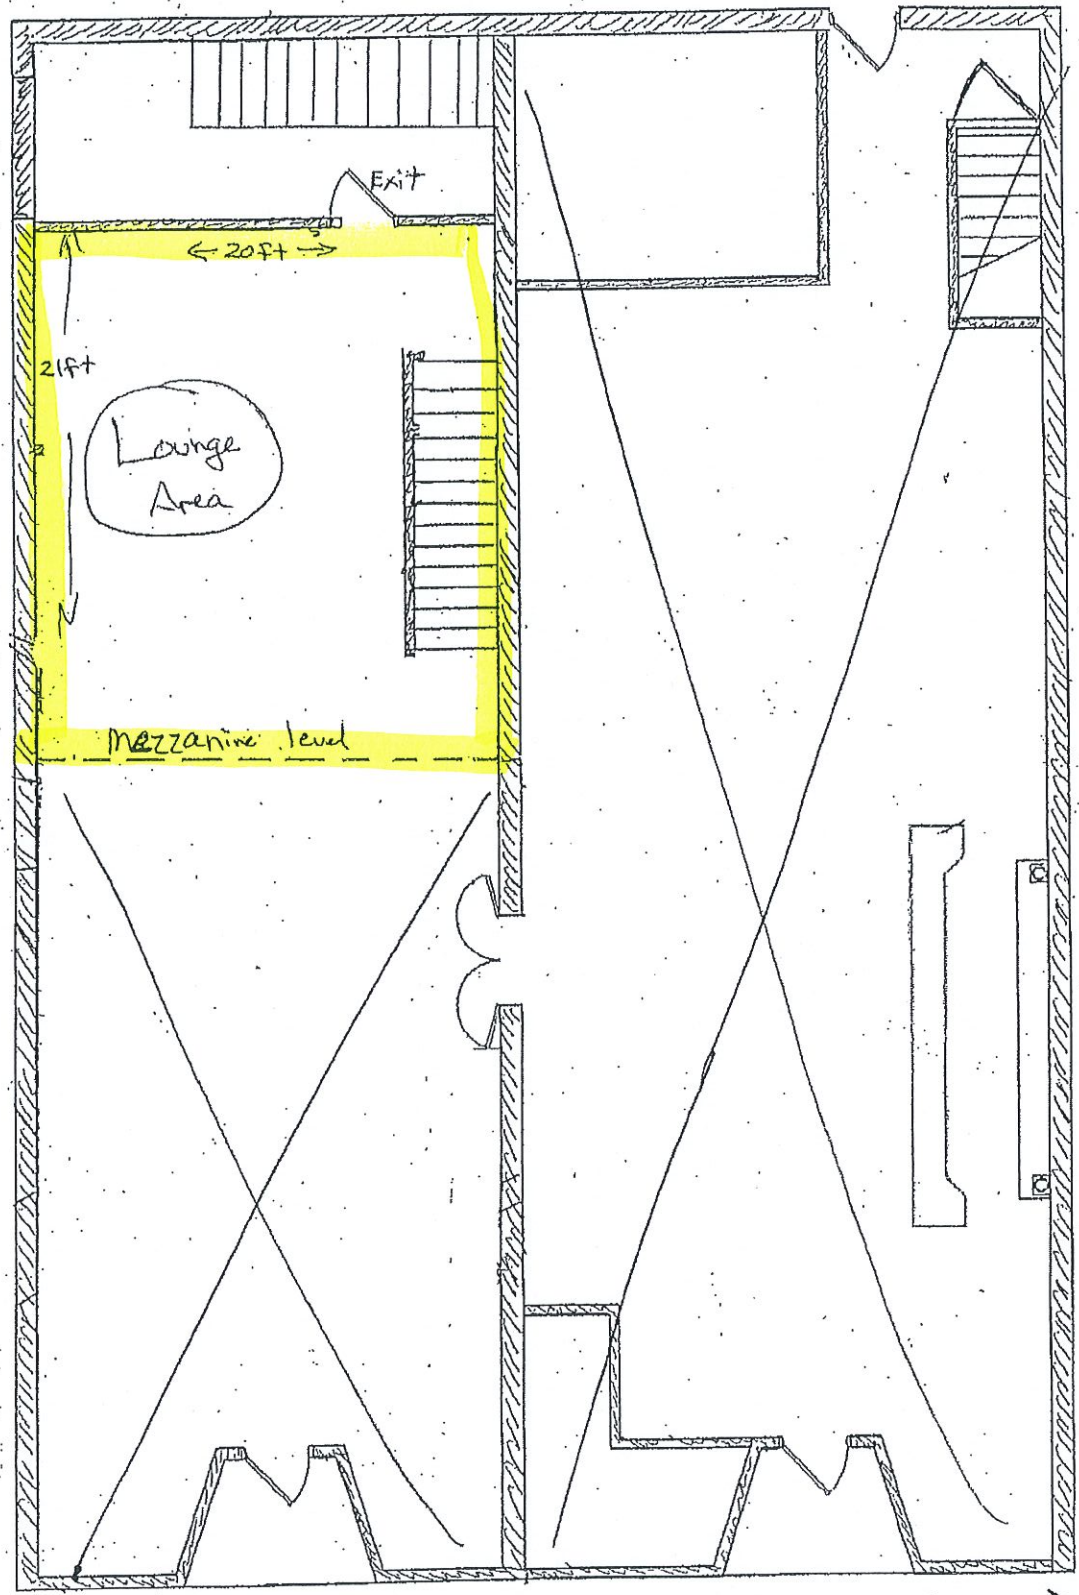 Exit
← 20ft →
21ft
Lounge
Area
Mezzanine level